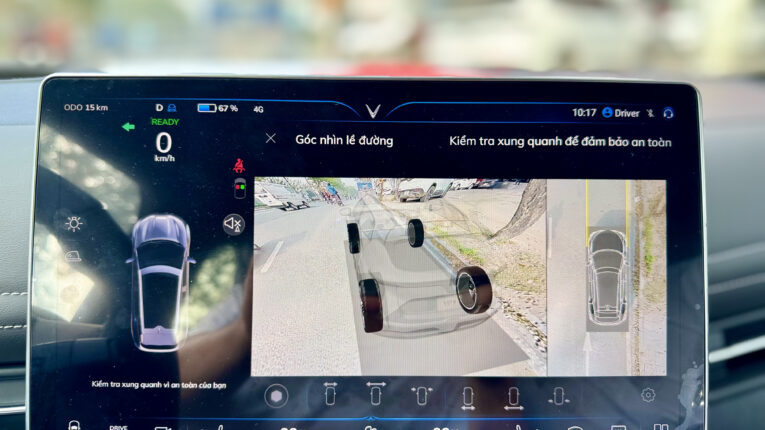 ODO 15 km
D
67 %
4G
10:17
Driver
READY
0
km/h
Góc nhìn lề đường
Kiểm tra xung quanh để đảm bảo an toàn
Kiểm tra xung quanh vì an toàn của bạn
DRIVE